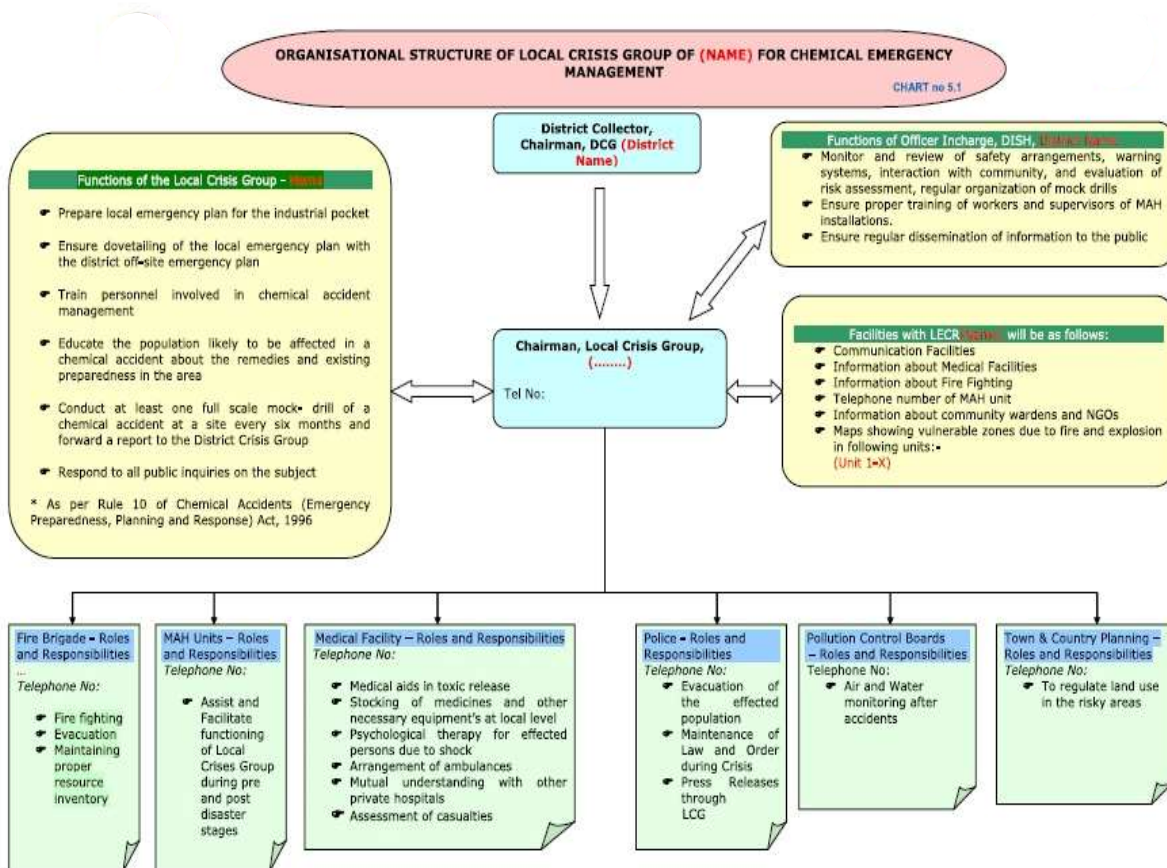 ORGANISATIONAL STRUCTURE OF LOCAL CRISIS GROUP OF (NAME) FOR CHEMICAL EMERGENCY
MANAGEMENT
CHART no 5.1
District Collector,
Chairman, DCG (District
Name)
Functions of Officer Incharge, DISH, District Name
Monitor and review of safety arrangements, warning
systems, interaction with community, and evaluation of
risk assessment, regular organization of mock drills
Ensure proper training of workers and supervisors of MAH
installations.
Ensure regular dissemination of information to the public
Functions of the Local Crisis Group - Name
Prepare local emergency plan for the industrial pocket
Ensure dovetailing of the local emergency plan with
the district off-site emergency plan
Train personnel involved in chemical accident
management
Educate the population likely to be affected in a
chemical accident about the remedies and existing
preparedness in the area
Conduct at least one full scale mock- drill of a
chemical accident at a site every six months and
forward a report to the District Crisis Group
Respond to all public inquiries on the subject
* As per Rule 10 of Chemical Accidents (Emergency
Preparedness, Planning and Response) Act, 1996
Chairman, Local Crisis Group,
(........)
Tel No:
Facilities with LECR (Name) will be as follows:
Communication Facilities
Information about Medical Facilities
Information about Fire Fighting
Telephone number of MAH unit
Information about community wardens and NGOs
Maps showing vulnerable zones due to fire and explosion
in following units:-
(Unit 1-X)
Fire Brigade - Roles
and Responsibilities
...
Telephone No:
Fire fighting
Evacuation
Maintaining
proper
resource
inventory
MAH Units – Roles
and Responsibilities
Telephone No:
Assist and
Facilitate
functioning
of Local
Crises Group
during pre
and post
disaster
stages
Medical Facility – Roles and Responsibilities
Telephone No:
Medical aids in toxic release
Stocking of medicines and other
necessary equipment's at local level
Psychological therapy for effected
persons due to shock
Arrangement of ambulances
Mutual understanding with other
private hospitals
Assessment of casualties
Police - Roles and
Responsibilities
Telephone No:
Evacuation of
the effected
population
Maintenance of
Law and Order
during Crisis
Press Releases
through
LCG
Pollution Control Boards
– Roles and Responsibilities
Telephone No:
Air and Water
monitoring after
accidents
Town & Country Planning –
Roles and Responsibilities
Telephone No:
To regulate land use
in the risky areas